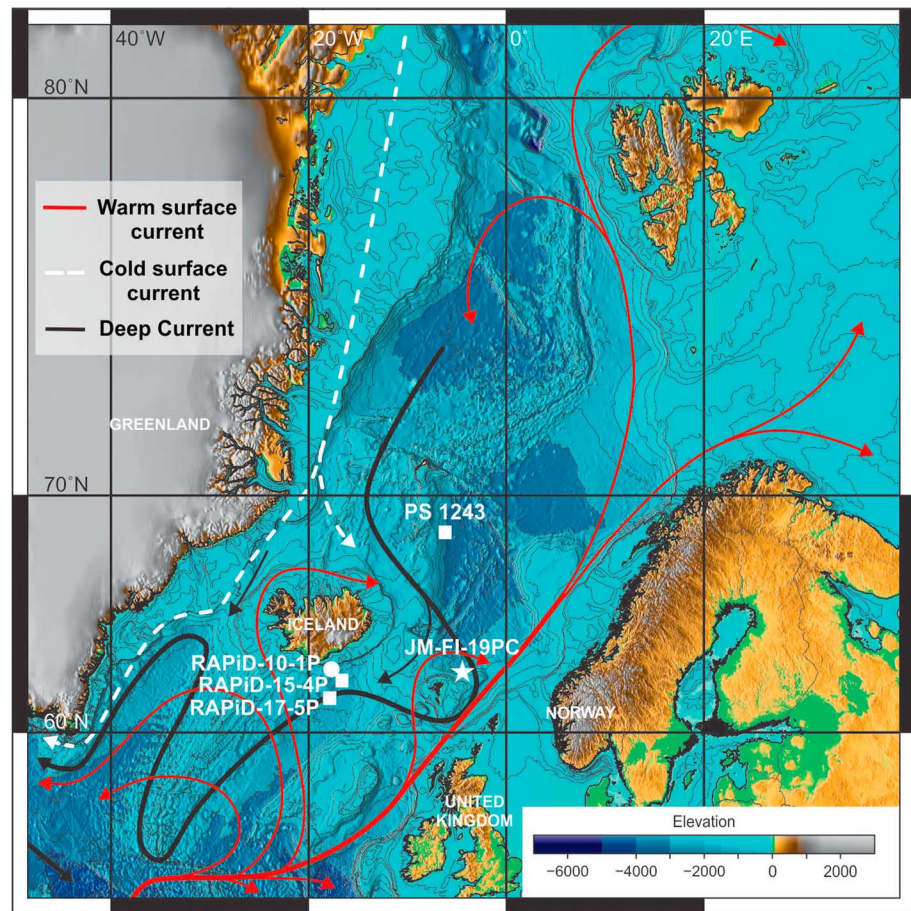 40°W
20°W
0°
20°E
80°N
Warm surface
current
Cold surface
current
Deep Current
GREENLAND
70°N
PS 1243
ICELAND
JM-FI-19PC
RAPiD-10-1P
RAPiD-15-4P
RAPiD-17-5P
60°N
NORWAY
UNITED
KINGDOM
Elevation
-6000
-4000
-2000
0
2000